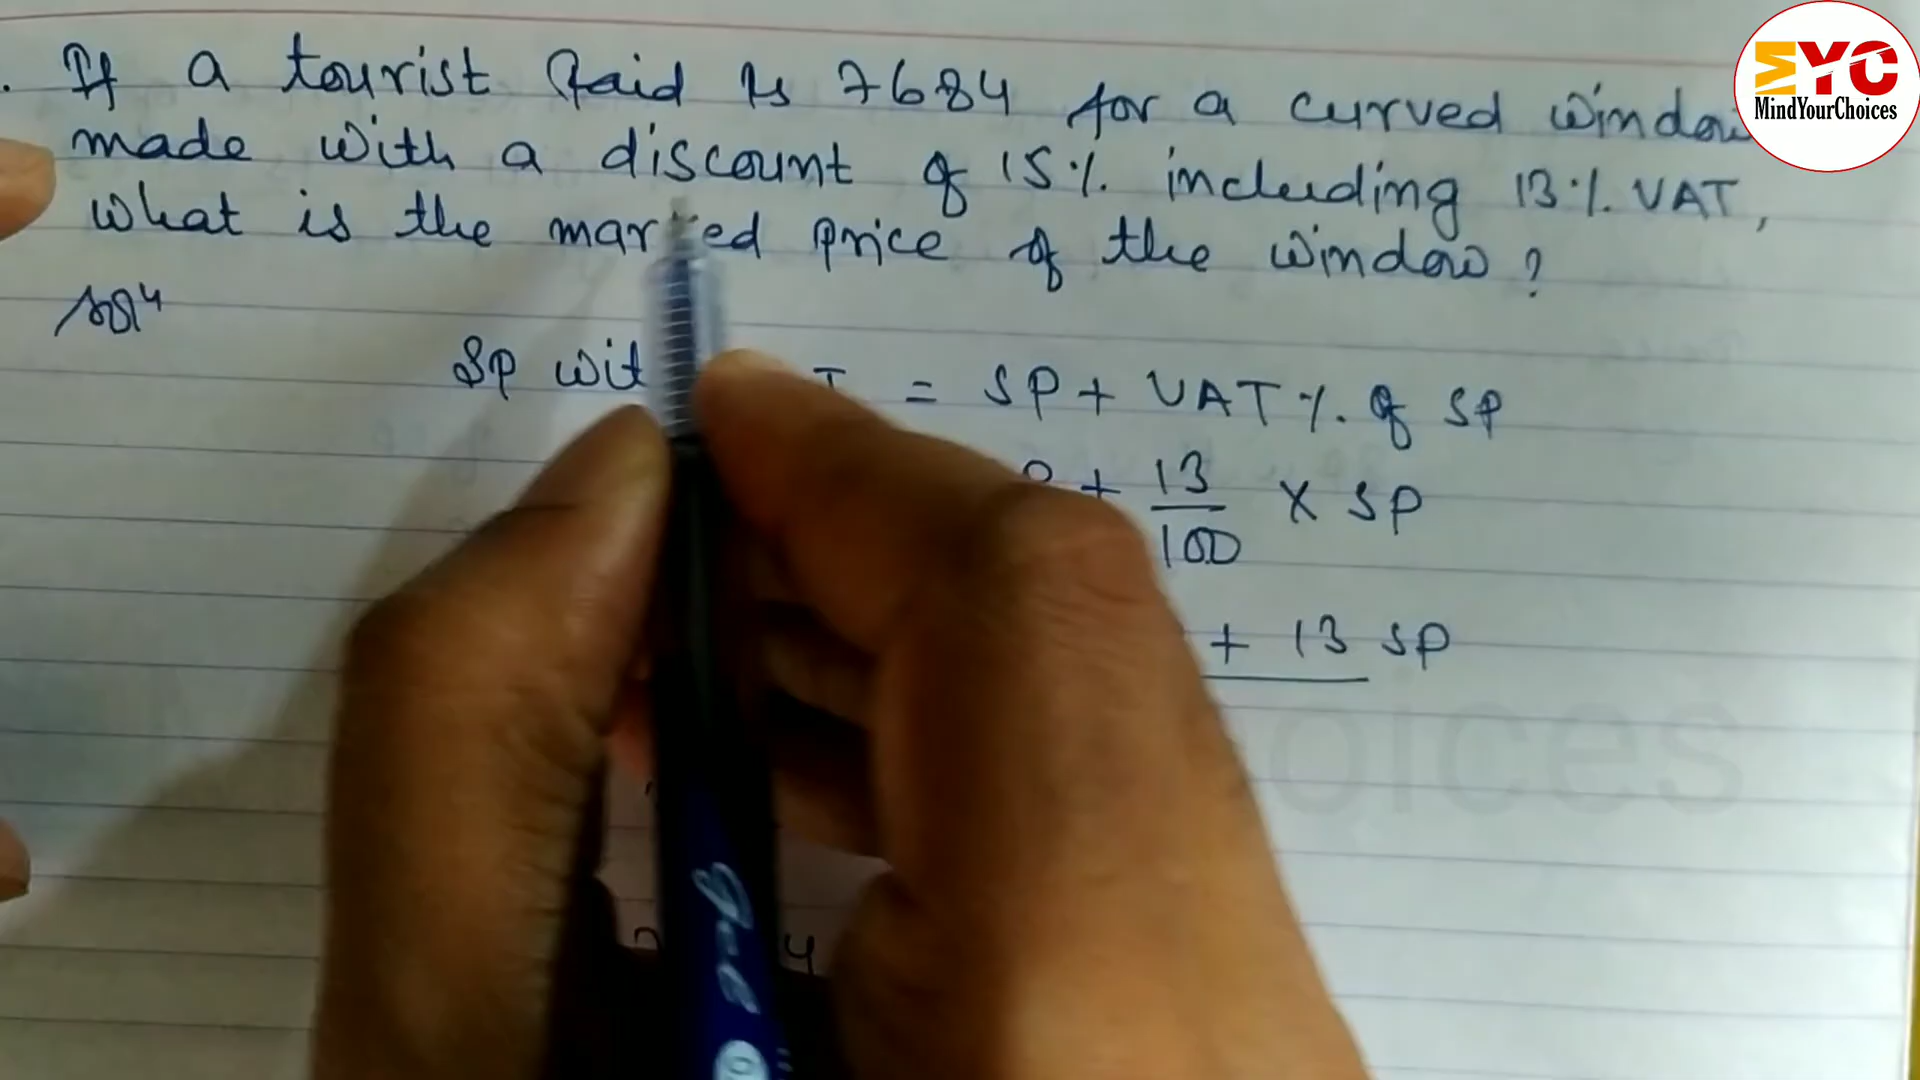 If a tourist paid Rs 7684 for a curved window
made with a discount of 15% including 13% VAT,
what is the marked price of the window?
Sol^n
SP = SP + VAT % of SP
+ 13/100 × SP
+ 13 SP
MYC
MindYourChoices
oices